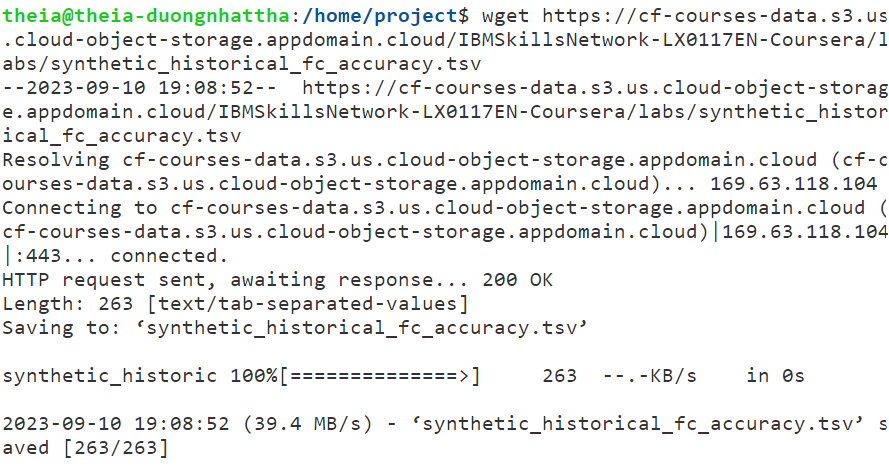 theia@theia-duongnhattha:/home/project$ wget https://cf-courses-data.s3.us
.cloud-object-storage.appdomain.cloud/IBMSkillsNetwork-LX0117EN-Coursera/l
abs/synthetic_historical_fc_accuracy.tsv
--2023-09-10 19:08:52--  https://cf-courses-data.s3.us.cloud-object-storag
e.appdomain.cloud/IBMSkillsNetwork-LX0117EN-Coursera/labs/synthetic_histor
ical_fc_accuracy.tsv
Resolving cf-courses-data.s3.us.cloud-object-storage.appdomain.cloud (cf-c
ourses-data.s3.us.cloud-object-storage.appdomain.cloud)... 169.63.118.104
Connecting to cf-courses-data.s3.us.cloud-object-storage.appdomain.cloud (
cf-courses-data.s3.us.cloud-object-storage.appdomain.cloud)|169.63.118.104
|:443... connected.
HTTP request sent, awaiting response... 200 OK
Length: 263 [text/tab-separated-values]
Saving to: ‘synthetic_historical_fc_accuracy.tsv’

synthetic_historic 100%[==============>]     263  --.-KB/s    in 0s

2023-09-10 19:08:52 (39.4 MB/s) - ‘synthetic_historical_fc_accuracy.tsv’ s
aved [263/263]